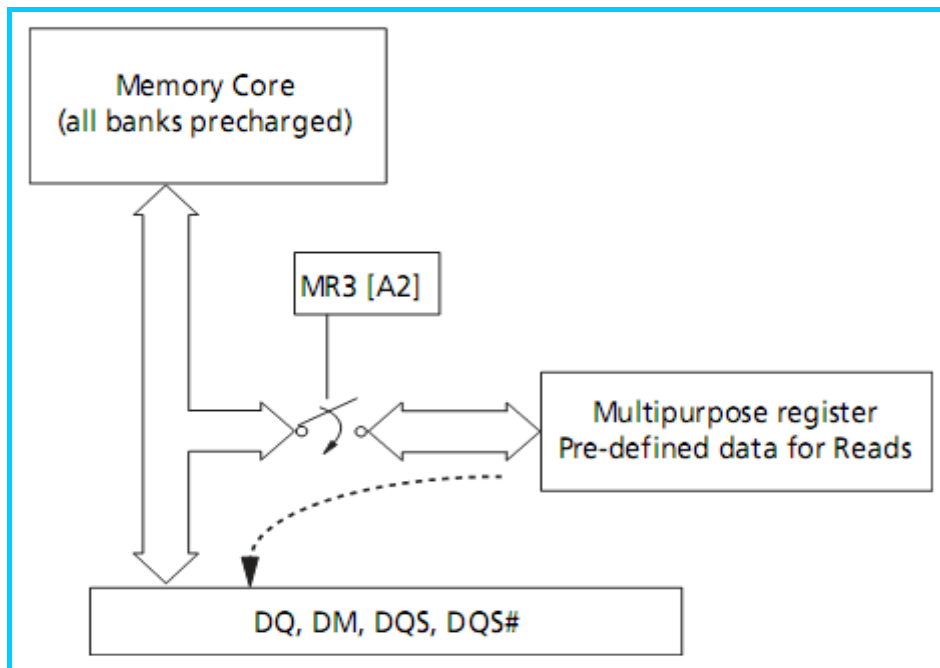 Memory Core
(all banks precharged)
MR3 [A2]
Multipurpose register
Pre-defined data for Reads
DQ, DM, DQS, DQS#